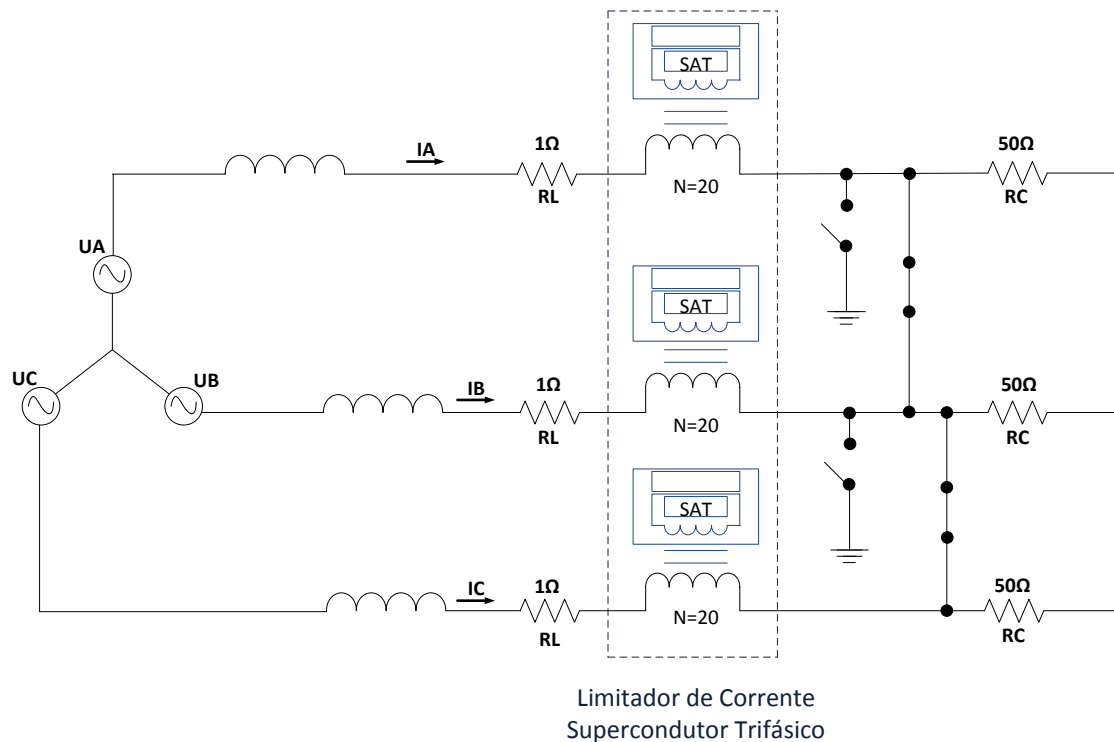 SAT
1Ω
50Ω
IA
RL
N=20
RC
UA
SAT
UC
UB
1Ω
50Ω
IB
RL
N=20
RC
SAT
1Ω
50Ω
IC
RL
N=20
RC
Limitador de Corrente
Supercondutor Trifásico